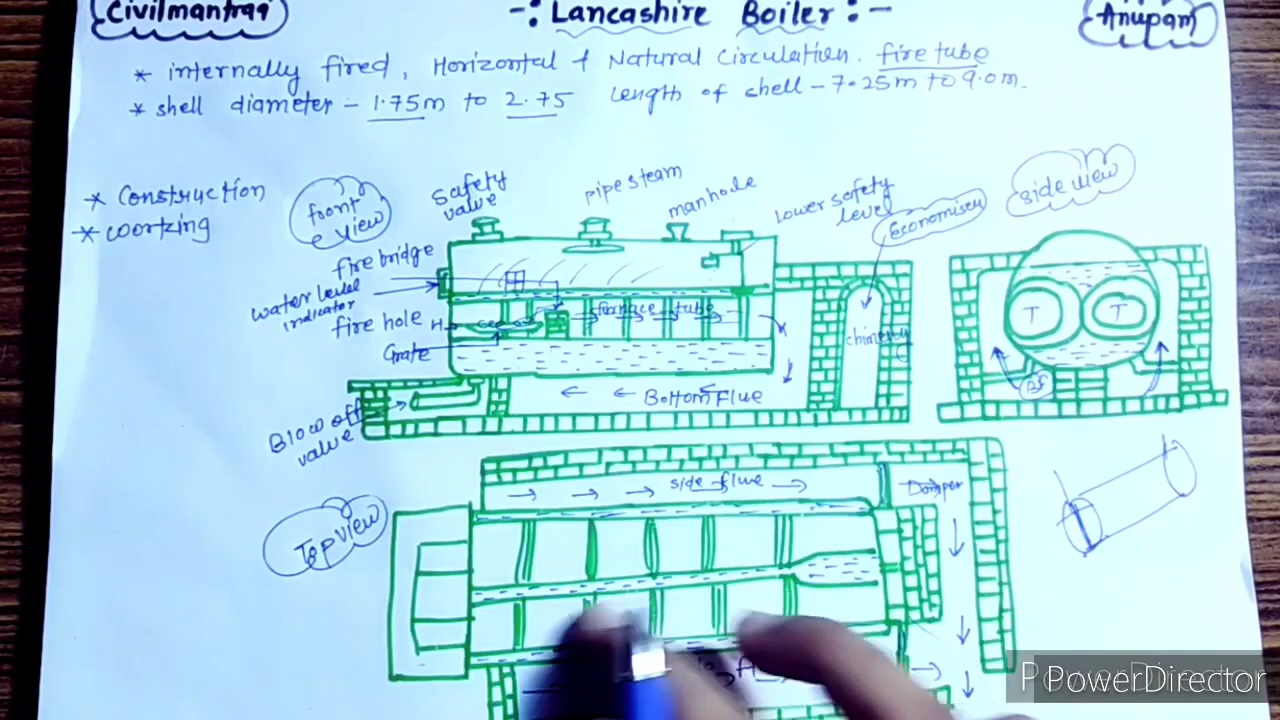 Civilmantraa
-: Lancashire Boiler :-
Anupam
* internally fired, Horizontal & Natural Circulation. fire tube
* shell diameter - 1.75m to 2.75 length of shell - 7.25m to 9.0m.
* Construction
* working
front view
safety valve
pipe steam
manhole
Lower safety level
Economiser
side view
fire bridge
water level indicator
fire hole
H
Grate
furnace tube
chimney
T T
Bf
Bottom Flue
Blow off valve
side flue
Damper
Top view
PowerDirector
PowerDirector